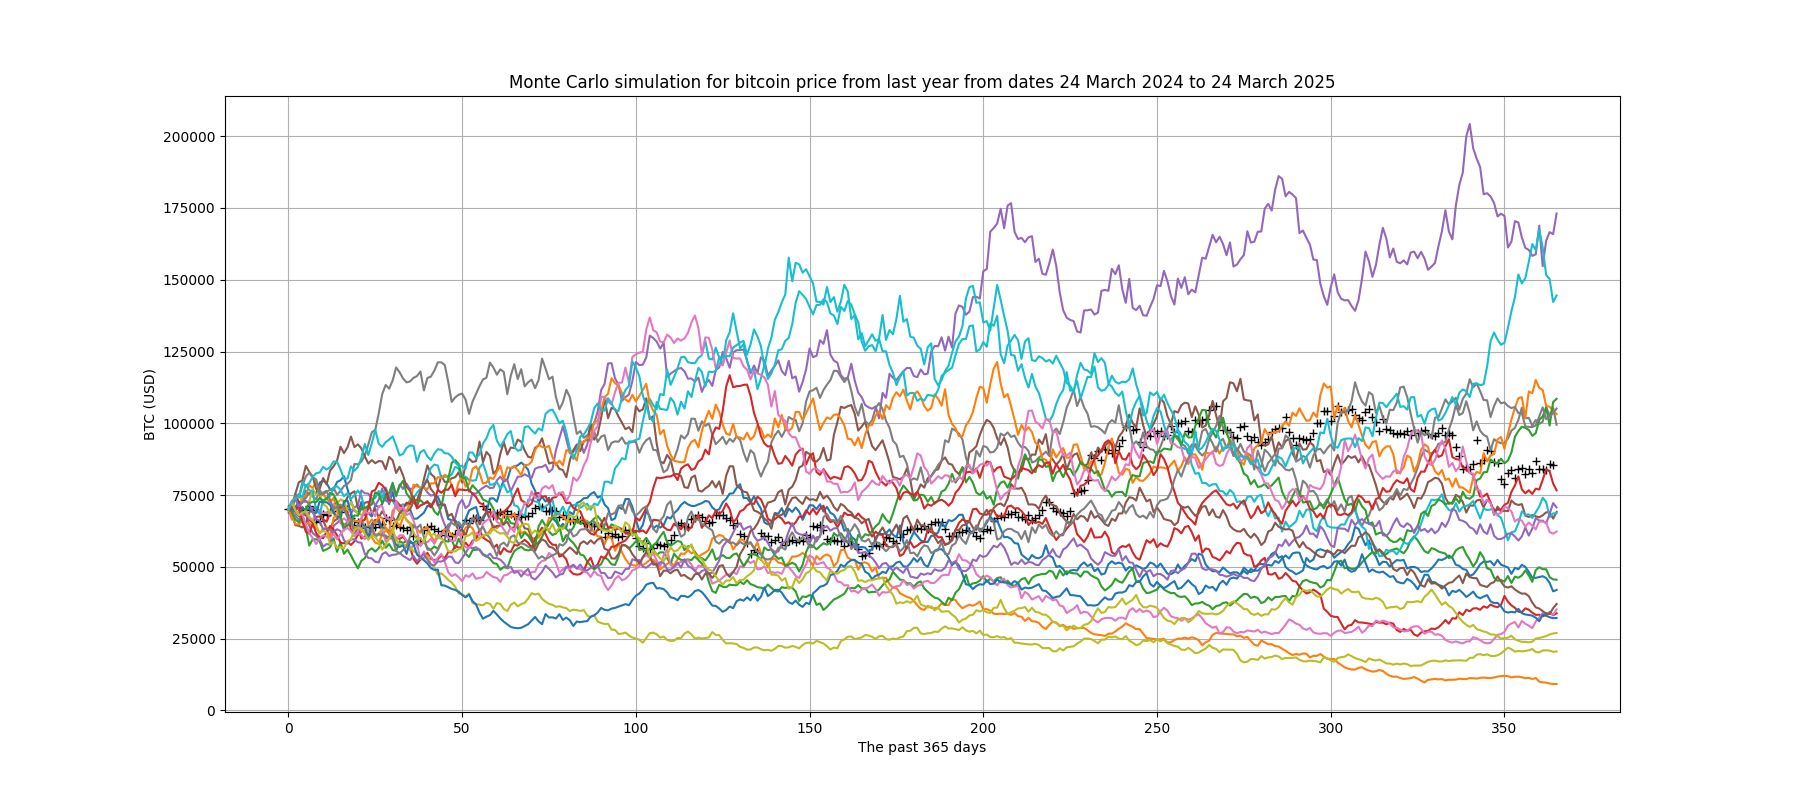 Monte Carlo simulation for bitcoin price from last year from dates 24 March 2024 to 24 March 2025
BTC (USD)
200000
175000
150000
125000
100000
75000
50000
25000
0
0 50 100 150 200 250 300 350
The past 365 days